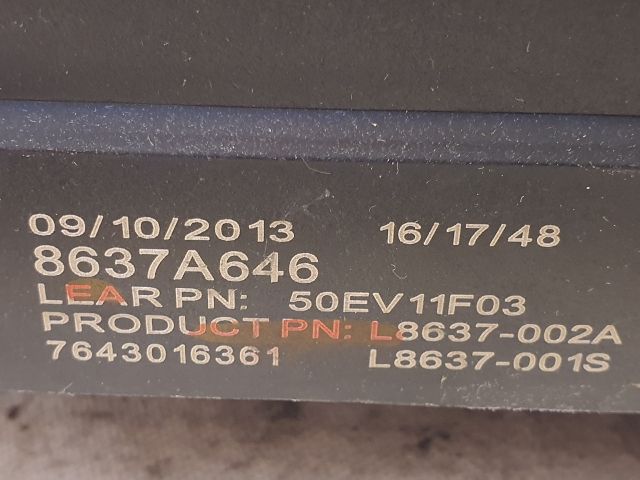 09/10/2013 16/17/48
8637A646
LEAR PN: 50EV11F03
PRODUCT PN: L8637-002A
7643016361 L8637-001S